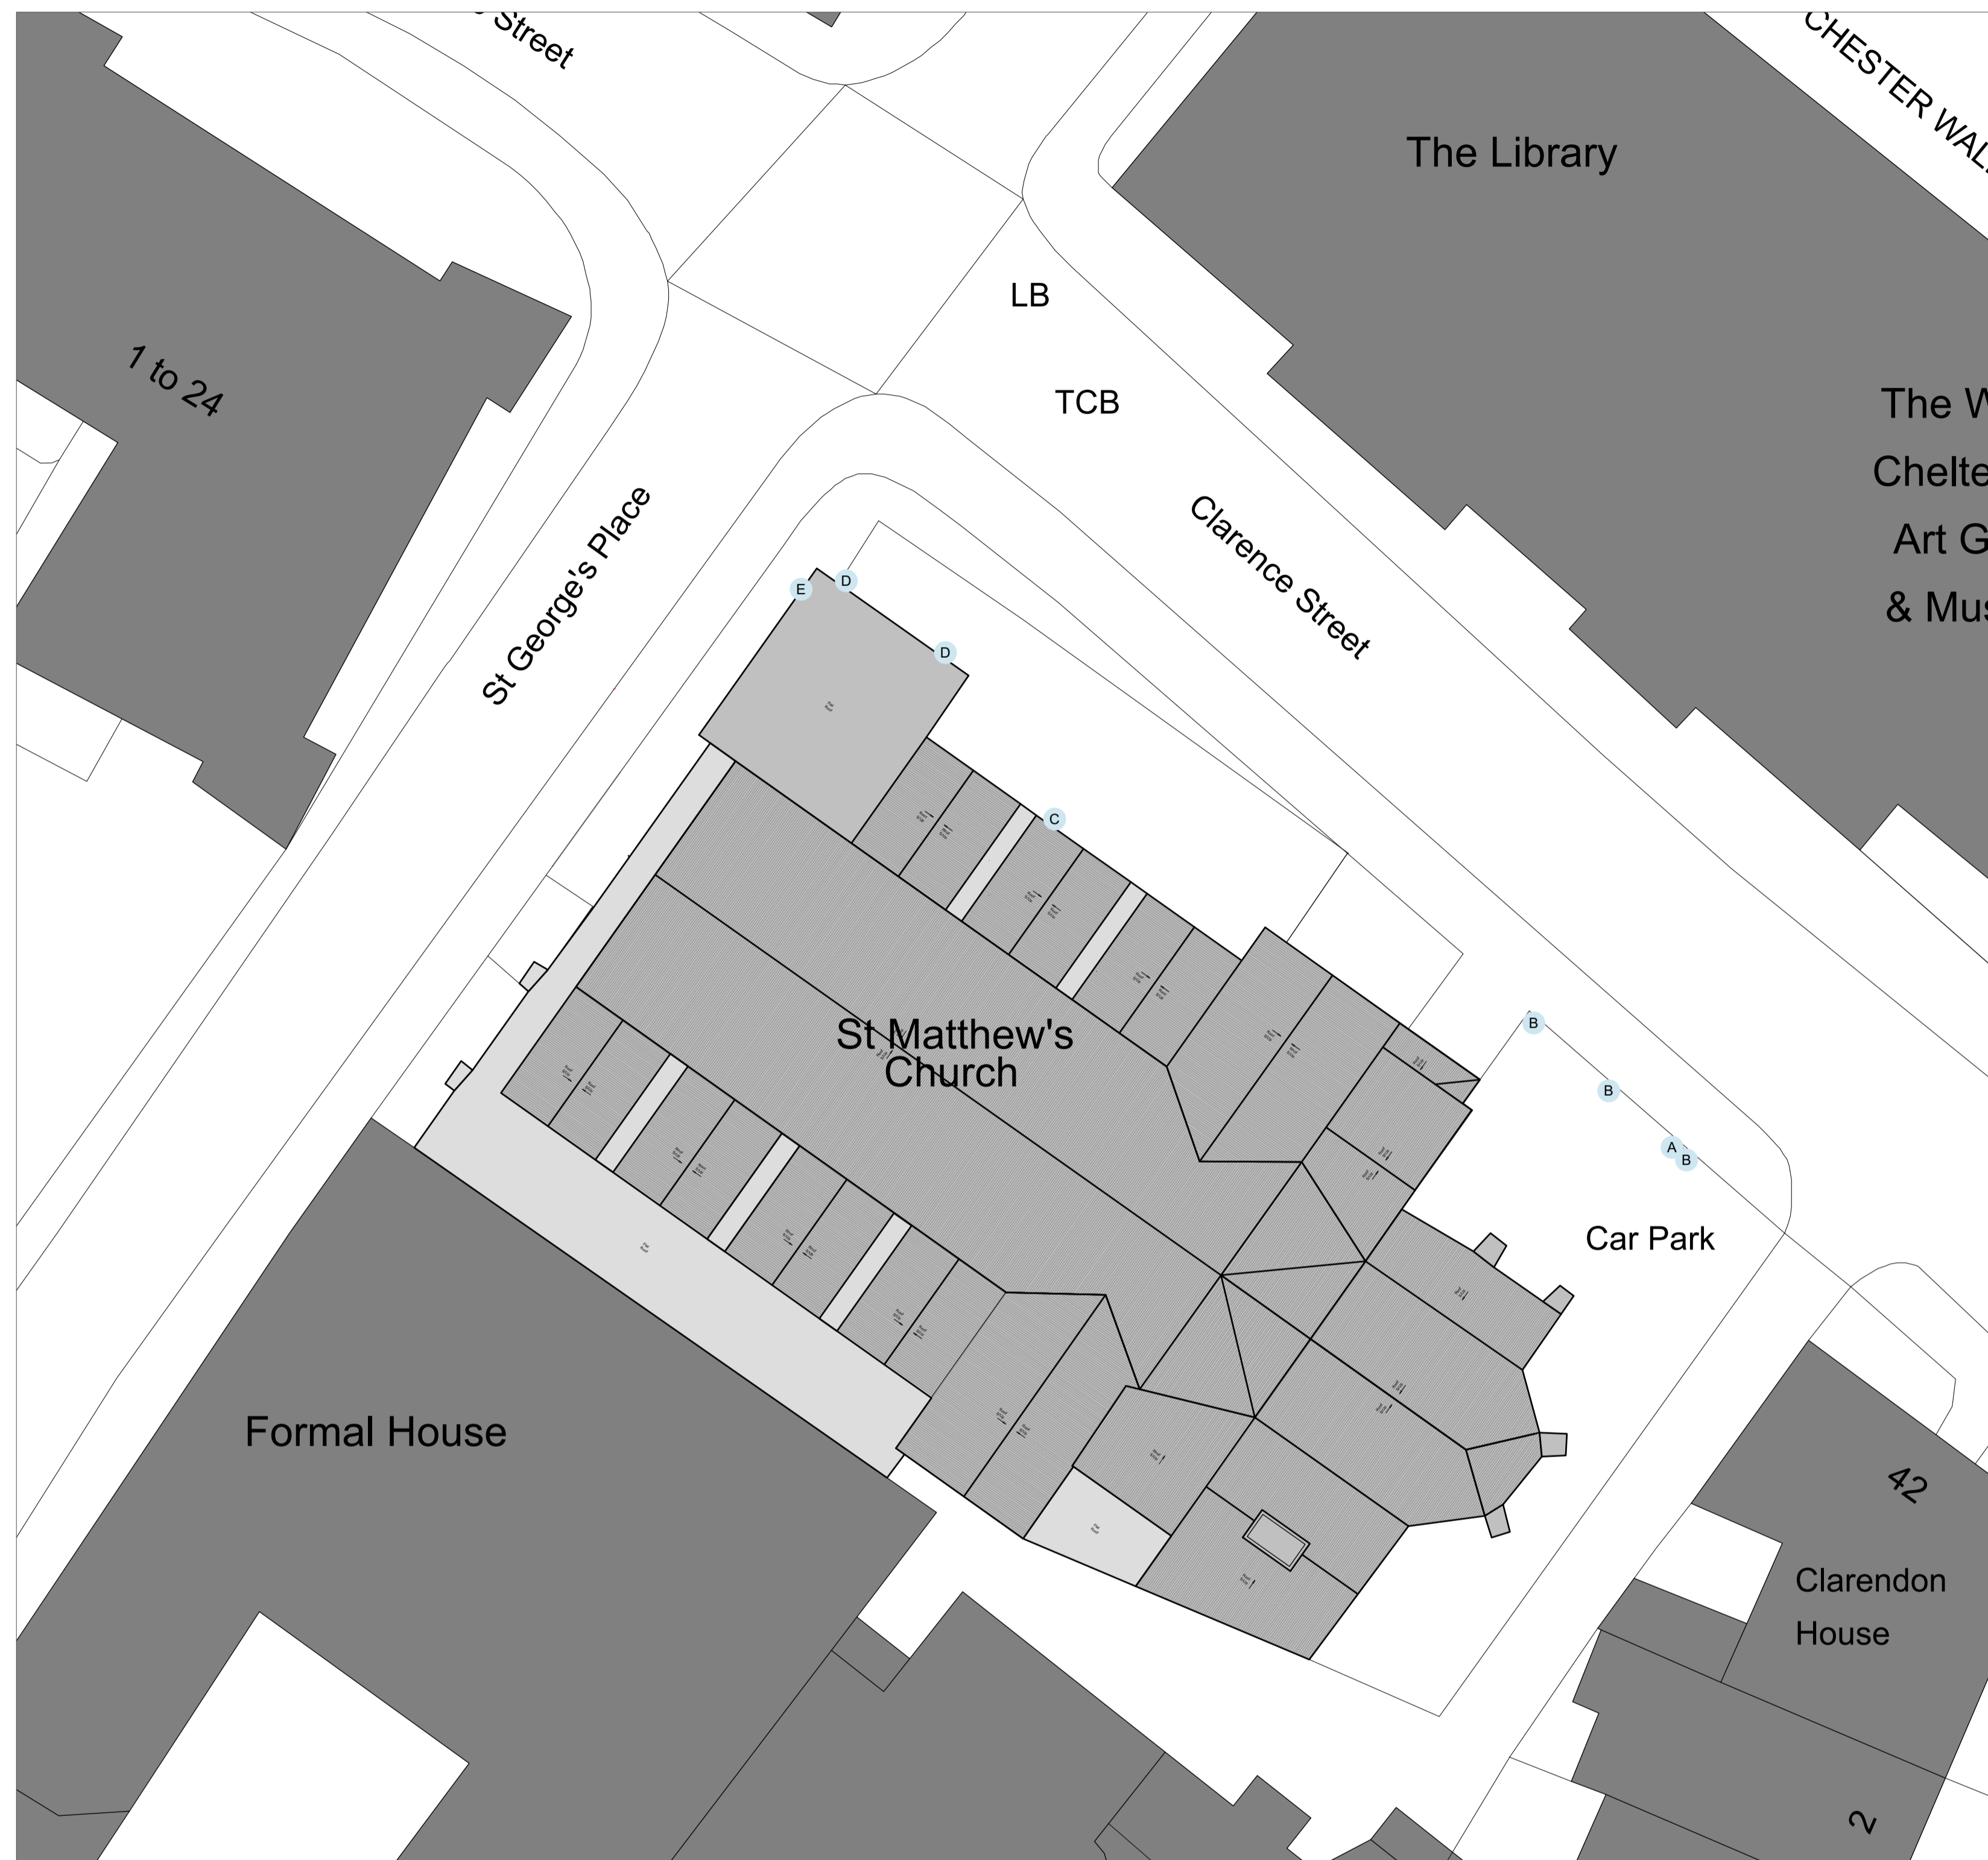 Street
CHESTER WAL
The Library
LB
1 to 24
TCB
The W
Chelte
Art G
& Mus
St George's Place
Clarence Street
E
D
D
C
St Matthew's
Church
B
B
A
B
Car Park
Formal House
42
Clarendon
House
2